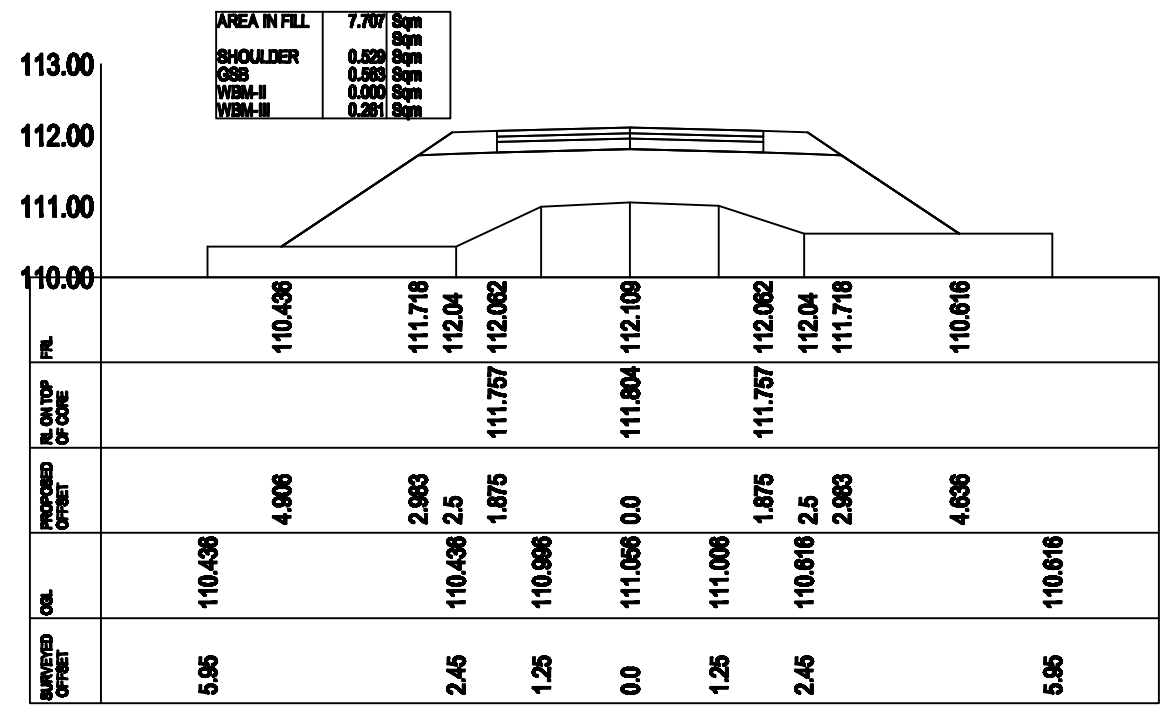 AREA IN FILL 7.707 Sqm
Sqm
SHOULDER 0.529 Sqm
GSB 0.563 Sqm
WBM-II 0.000 Sqm
WBM-III 0.281 Sqm
113.00
112.00
111.00
110.00
FRL 110.436 111.718 112.04 112.062 112.109 112.062 112.04 111.718 110.616
RL ON TOP
OF CORE
111.757 111.804 111.757
PROPOSED
OFFSET
4.906 2.983 2.5 1.875 0.0 1.875 2.5 2.983 4.636
OGL 110.436 110.436 110.996 111.056 111.006 110.616 110.616
SURVEYED
OFFSET
5.95 2.45 1.25 0.0 1.25 2.45 5.95